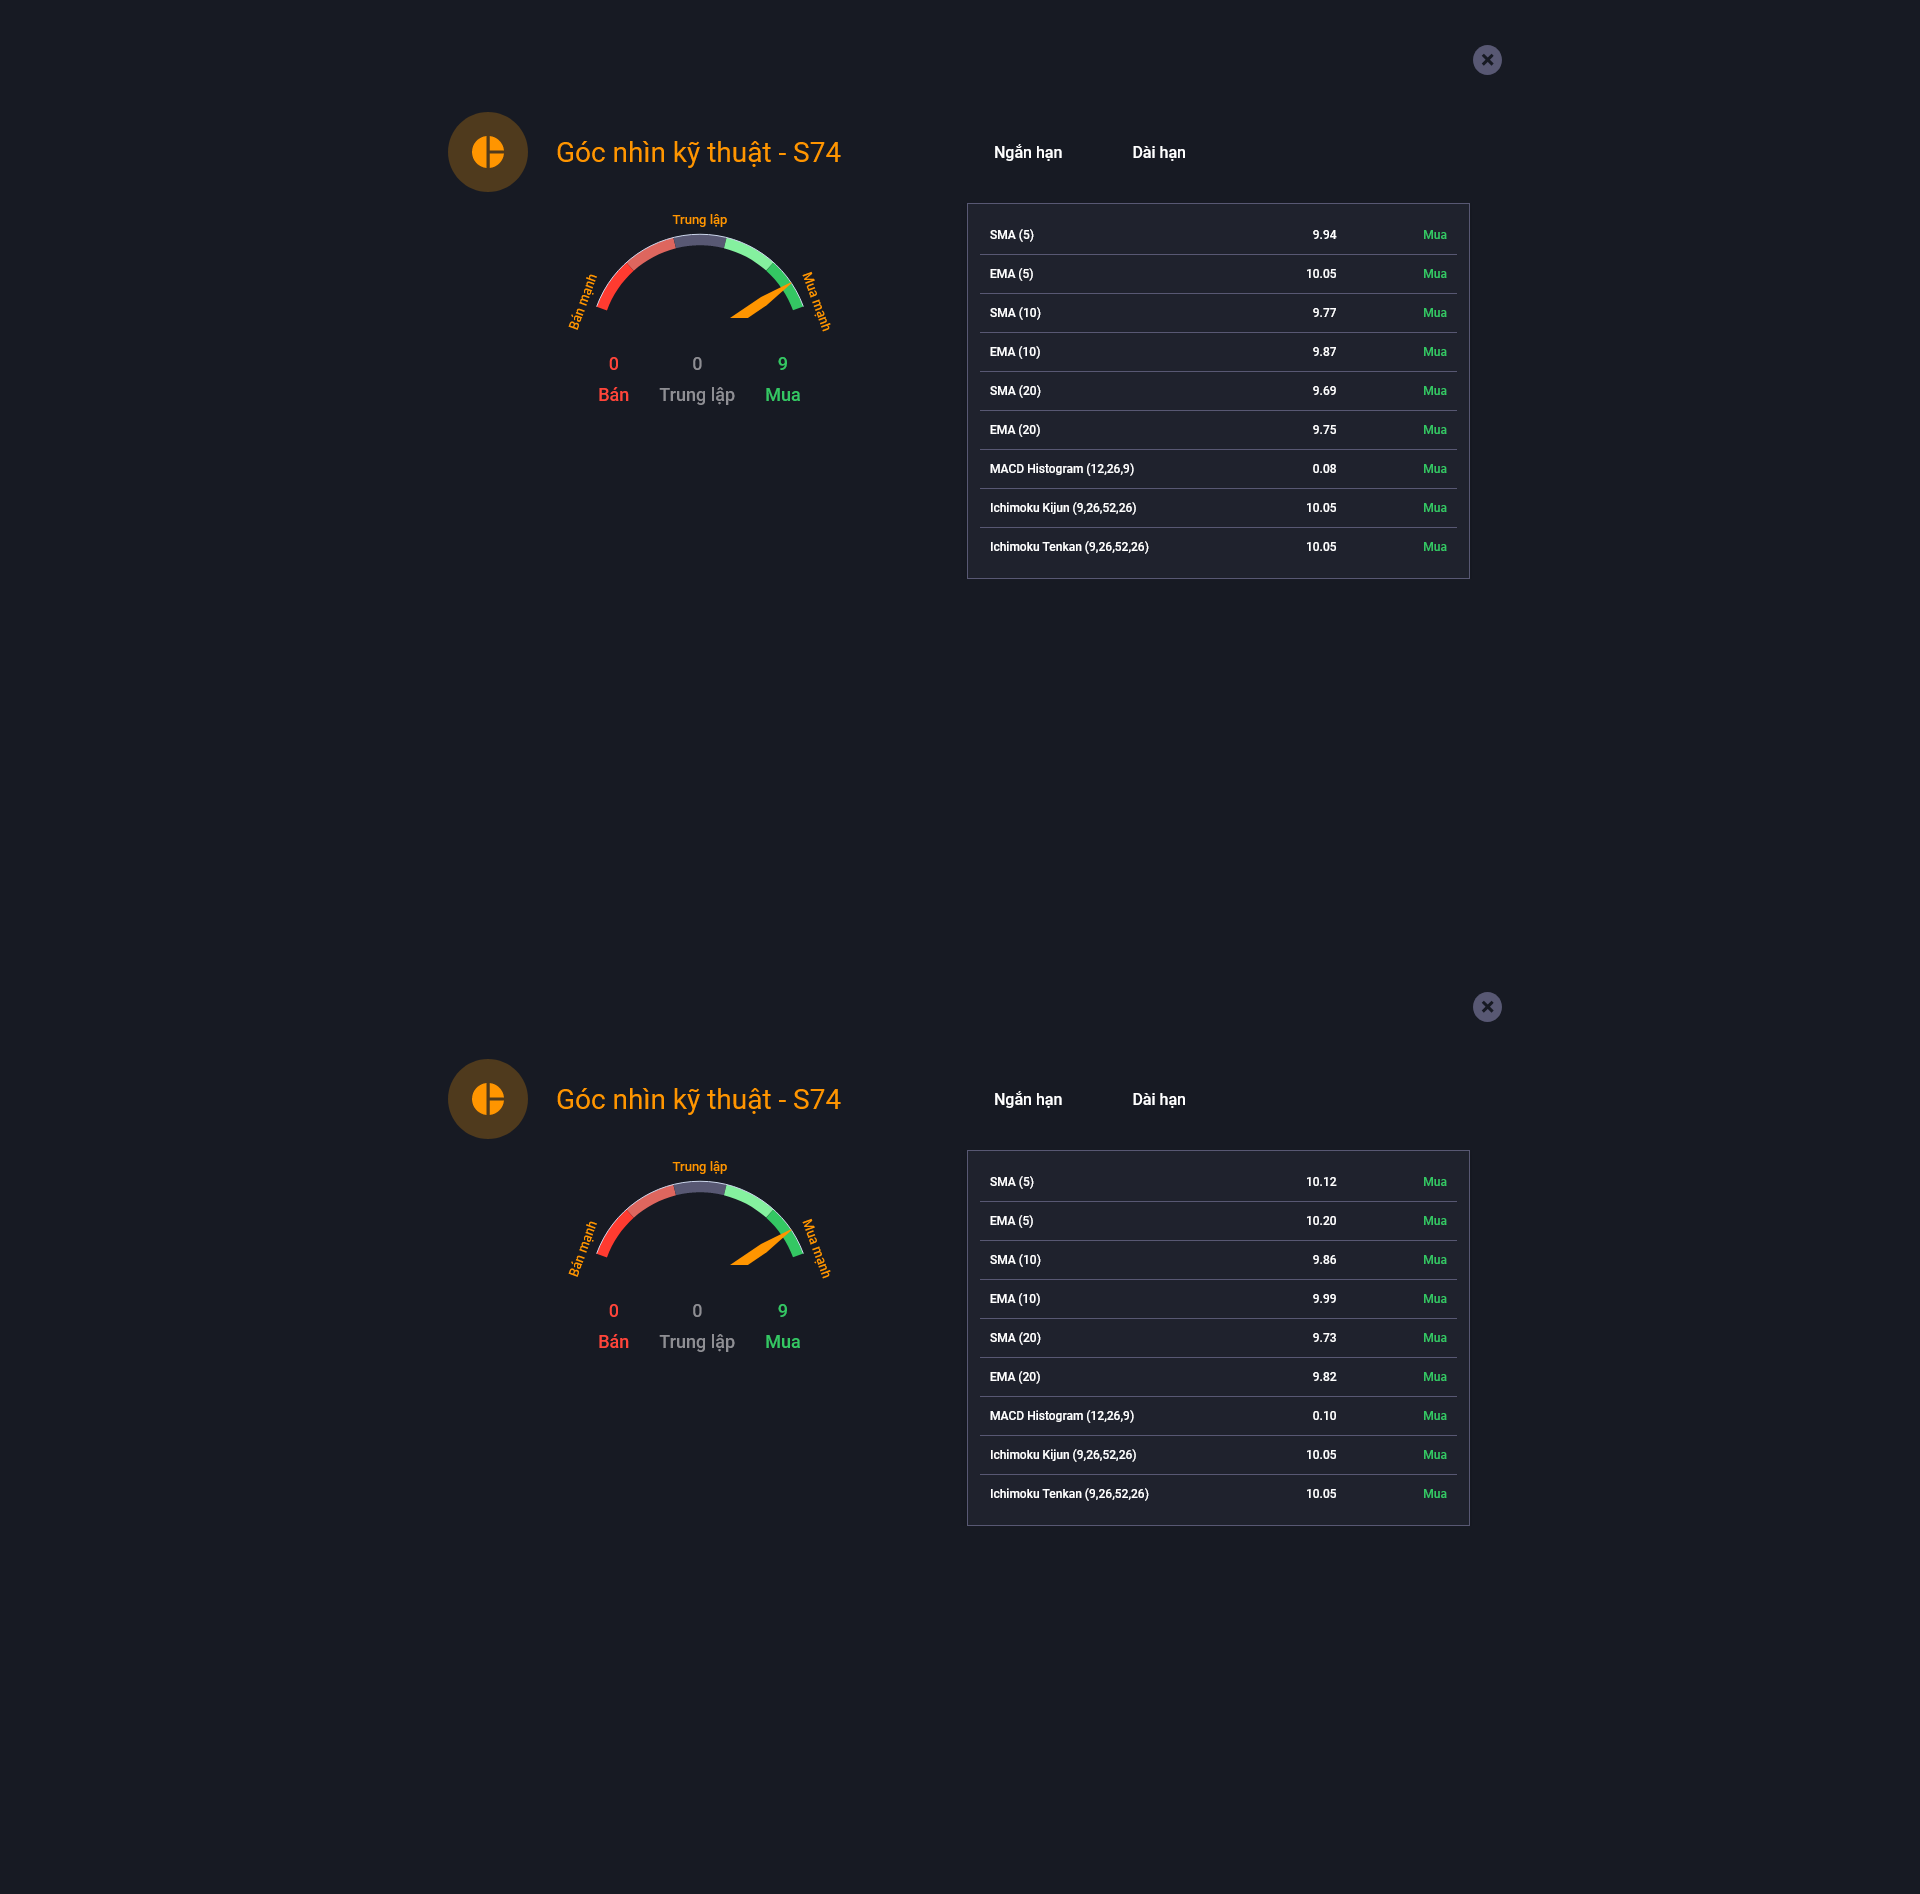 Góc nhìn kỹ thuật - S74
Ngắn hạn Dài hạn
Trung lập
Bán mạnh
Mua mạnh
0 0 9
Bán Trung lập Mua
SMA (5) 9.94 Mua
EMA (5) 10.05 Mua
SMA (10) 9.77 Mua
EMA (10) 9.87 Mua
SMA (20) 9.69 Mua
EMA (20) 9.75 Mua
MACD Histogram (12,26,9) 0.08 Mua
Ichimoku Kijun (9,26,52,26) 10.05 Mua
Ichimoku Tenkan (9,26,52,26) 10.05 Mua
Góc nhìn kỹ thuật - S74
Ngắn hạn Dài hạn
Trung lập
Bán mạnh
Mua mạnh
0 0 9
Bán Trung lập Mua
SMA (5) 10.12 Mua
EMA (5) 10.20 Mua
SMA (10) 9.86 Mua
EMA (10) 9.99 Mua
SMA (20) 9.73 Mua
EMA (20) 9.82 Mua
MACD Histogram (12,26,9) 0.10 Mua
Ichimoku Kijun (9,26,52,26) 10.05 Mua
Ichimoku Tenkan (9,26,52,26) 10.05 Mua